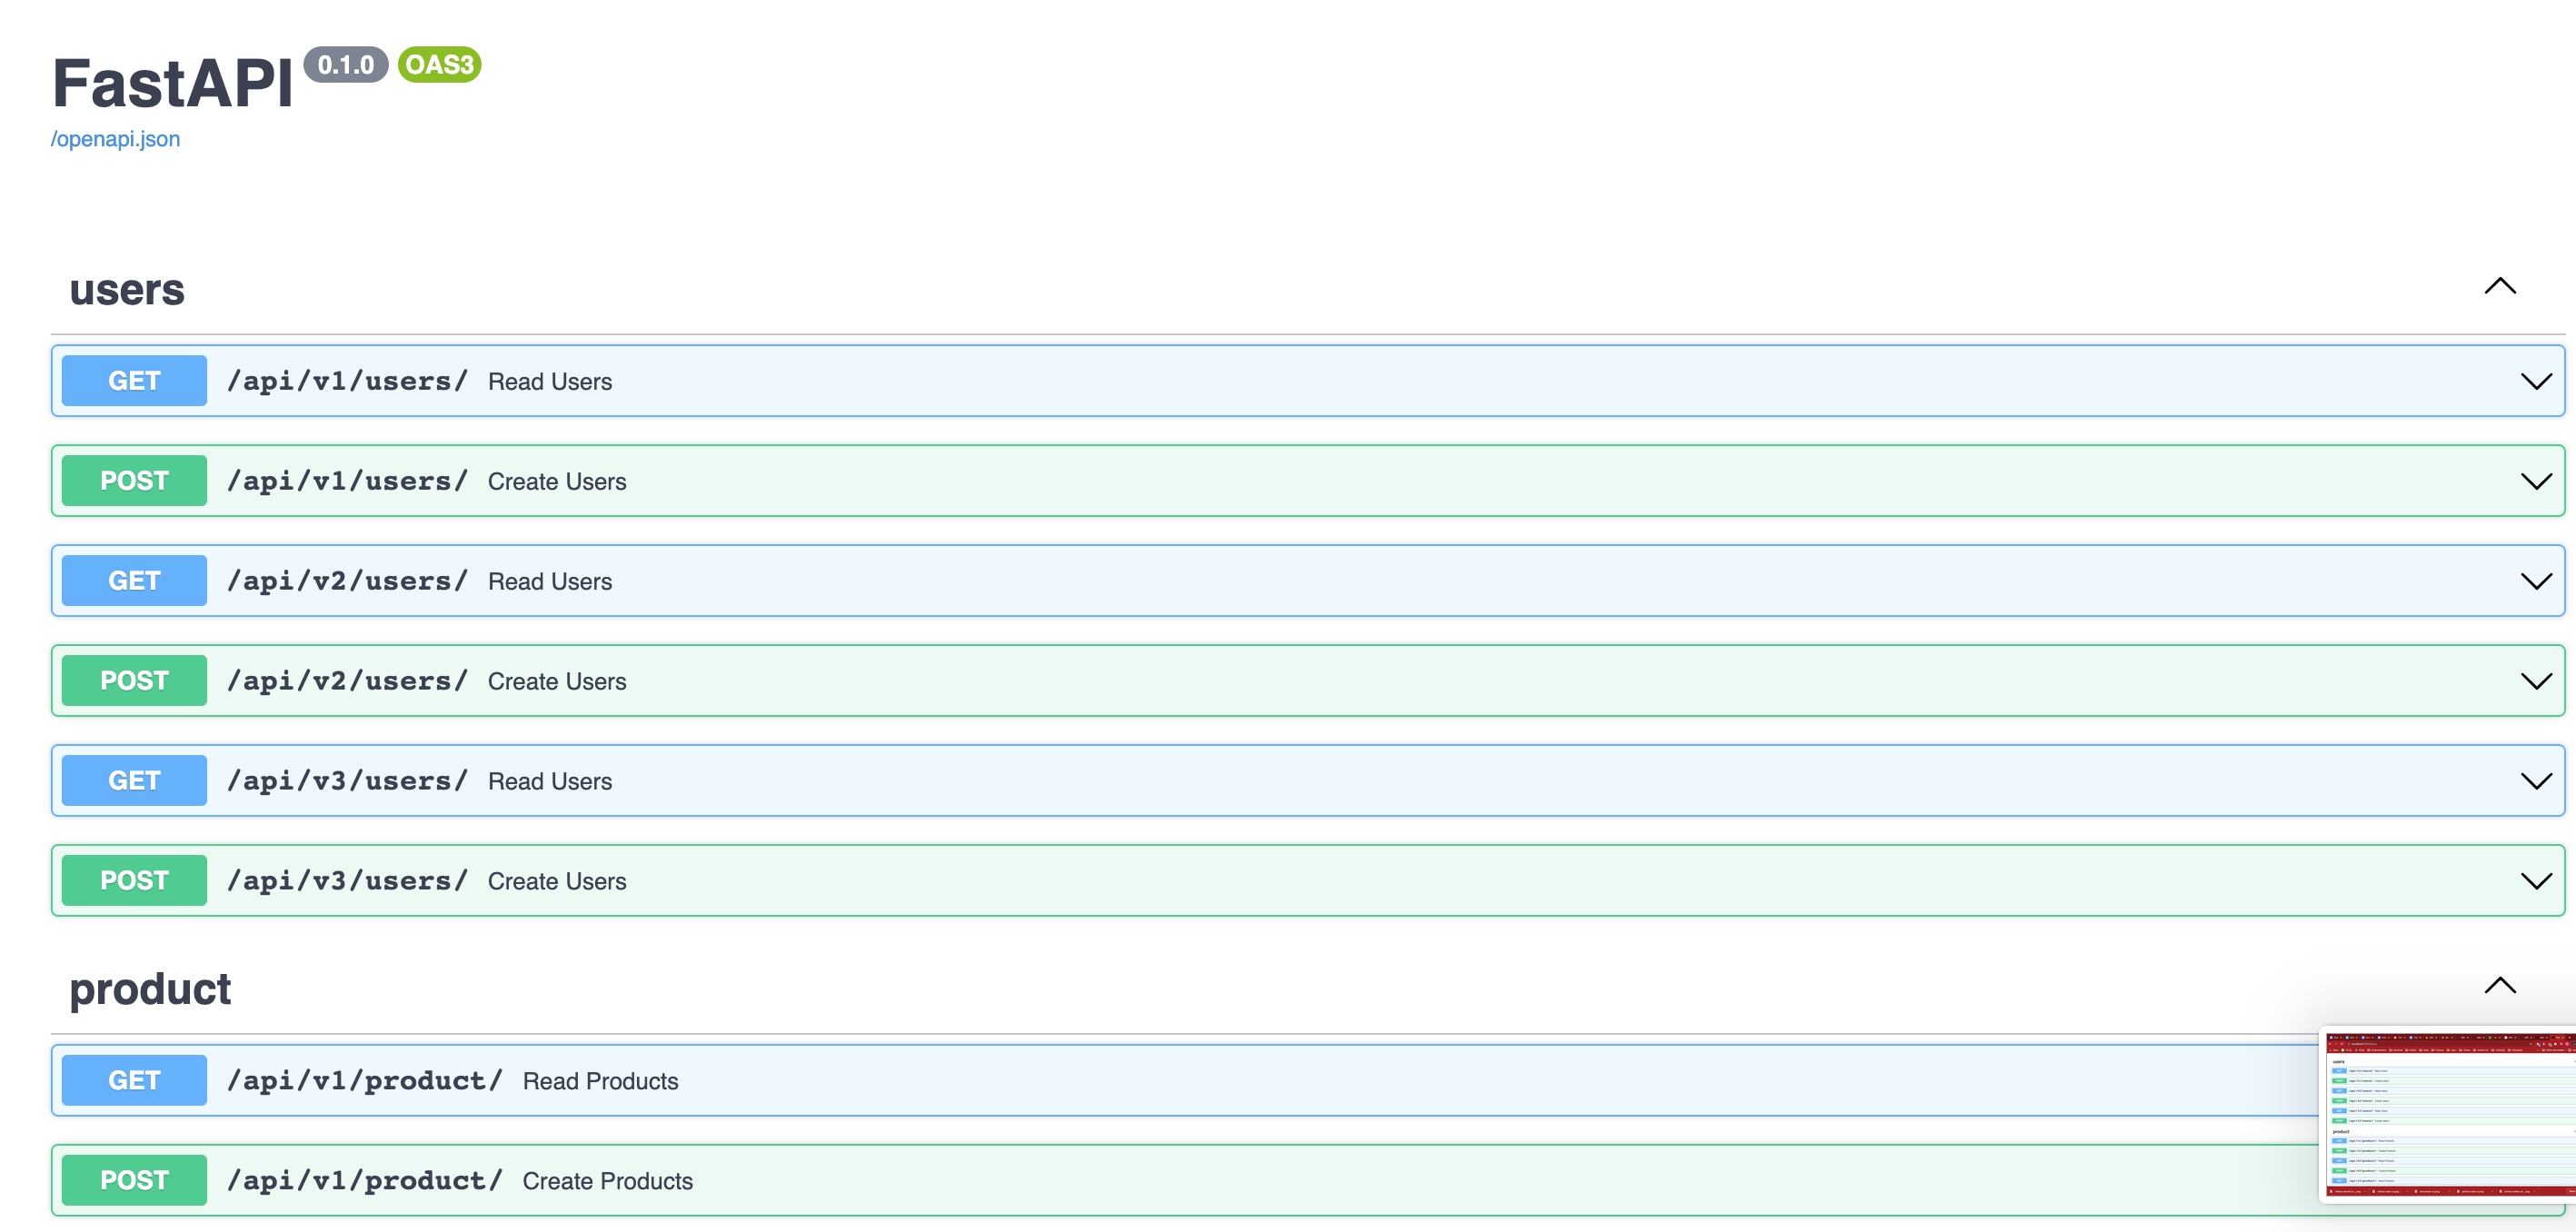 FastAPI 0.1.0 OAS3
/openapi.json
users
GET /api/v1/users/ Read Users
POST /api/v1/users/ Create Users
GET /api/v2/users/ Read Users
POST /api/v2/users/ Create Users
GET /api/v3/users/ Read Users
POST /api/v3/users/ Create Users
product
GET /api/v1/product/ Read Products
POST /api/v1/product/ Create Products